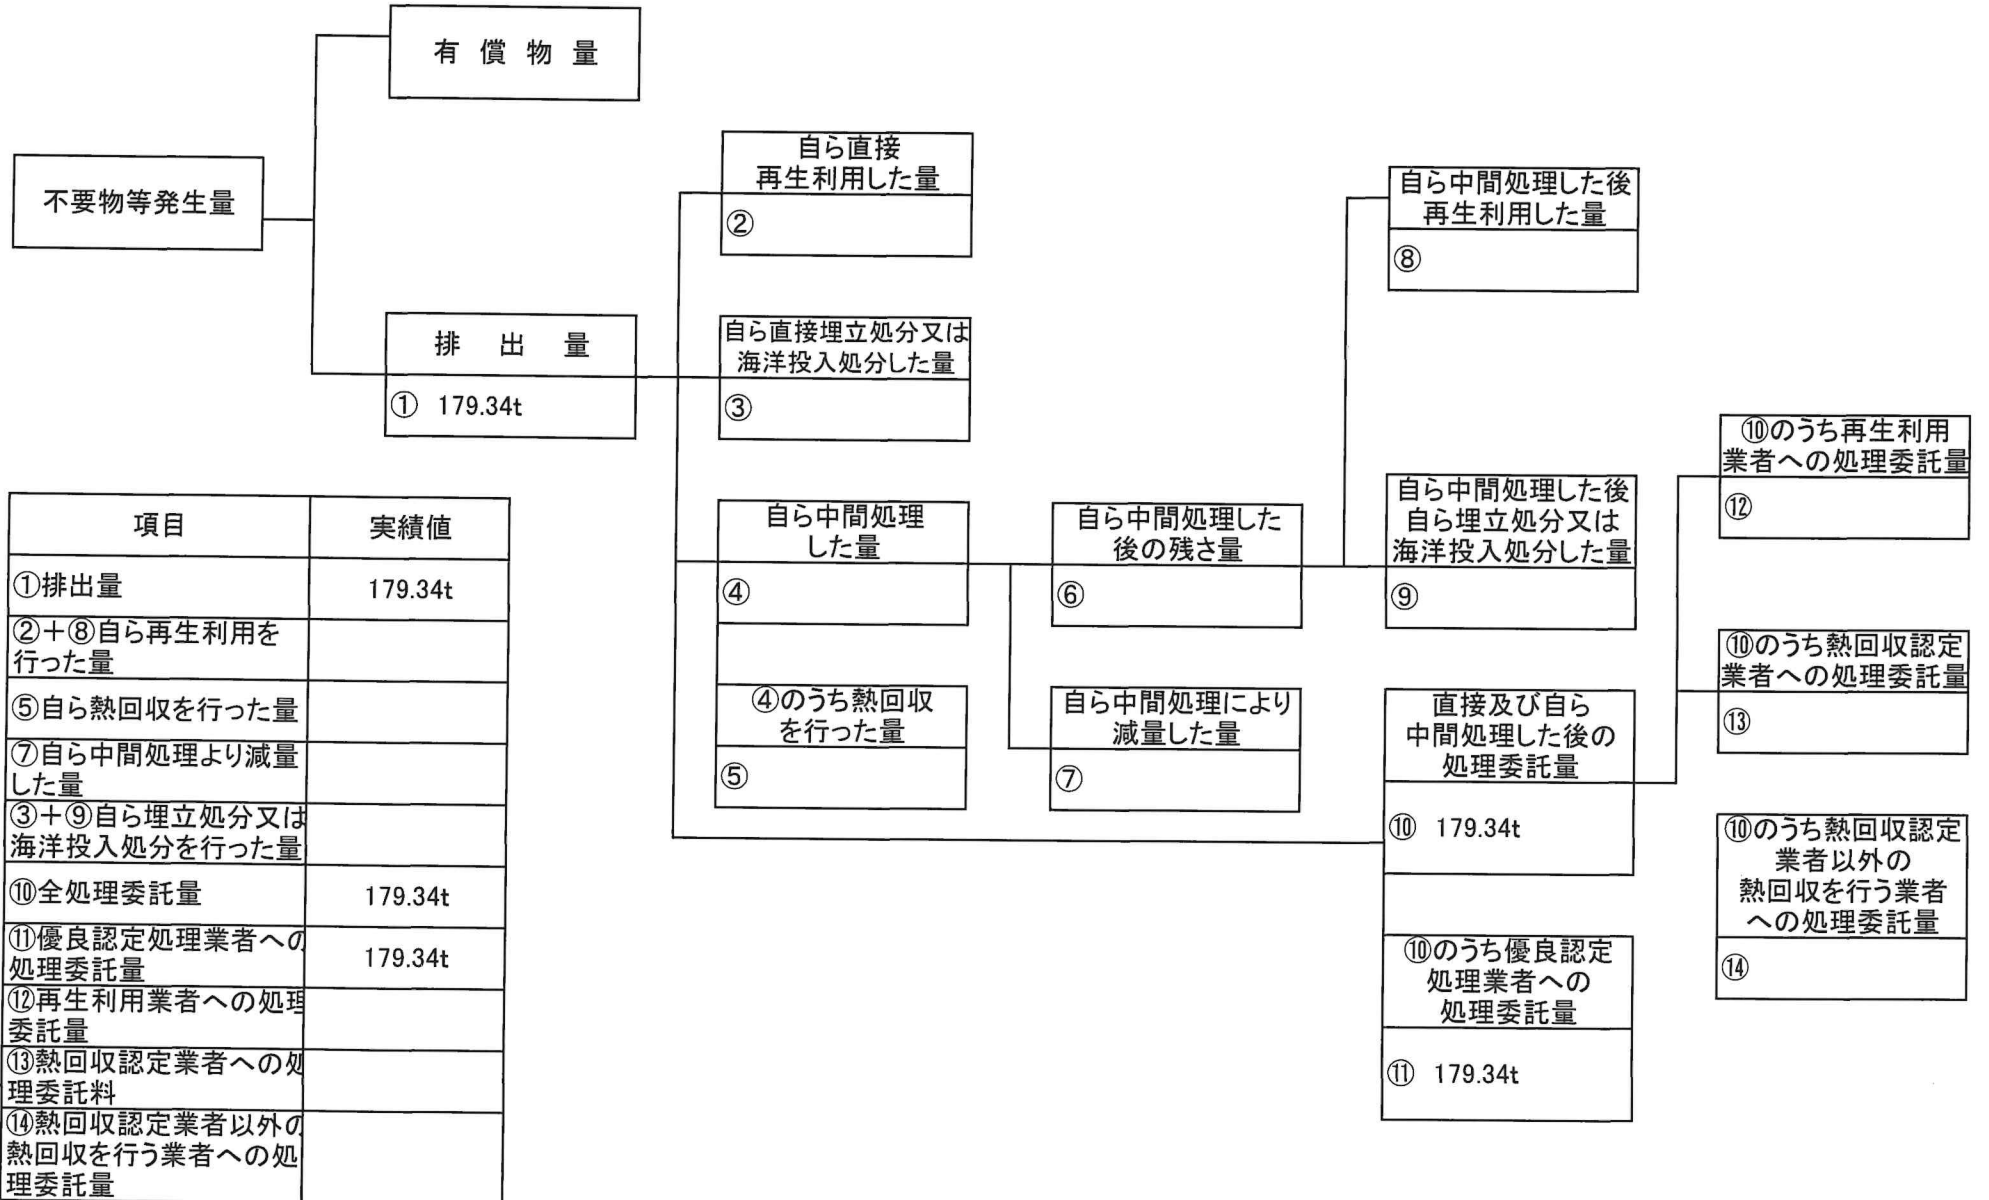 有償物量
不要物等発生量
排出量
① 179.34t
自ら直接
再生利用した量
②
自ら直接埋立処分又は
海洋投入処分した量
③
自ら中間処理
した量
④
④のうち熱回収
を行った量
⑤
自ら中間処理した
後の残さ量
⑥
自ら中間処理により
減量した量
⑦
自ら中間処理した後
再生利用した量
⑧
自ら中間処理した後
自ら埋立処分又は
海洋投入処分した量
⑨
直接及び自ら
中間処理した後の
処理委託量
⑩ 179.34t
⑩のうち優良認定
処理業者への
処理委託量
⑪ 179.34t
⑩のうち再生利用
業者への処理委託量
⑫
⑩のうち熱回収認定
業者への処理委託量
⑬
⑩のうち熱回収認定
業者以外の
熱回収を行う業者
への処理委託量
⑭
項目 実績値
①排出量 179.34t
②＋⑧自ら再生利用を
行った量
⑤自ら熱回収を行った量
⑦自ら中間処理より減量
した量
③＋⑨自ら埋立処分又は
海洋投入処分を行った量
⑩全処理委託量 179.34t
⑪優良認定処理業者への
処理委託量 179.34t
⑫再生利用業者への処理
委託量
⑬熱回収認定業者への処
理委託料
⑭熱回収認定業者以外の
熱回収を行う業者への処
理委託量